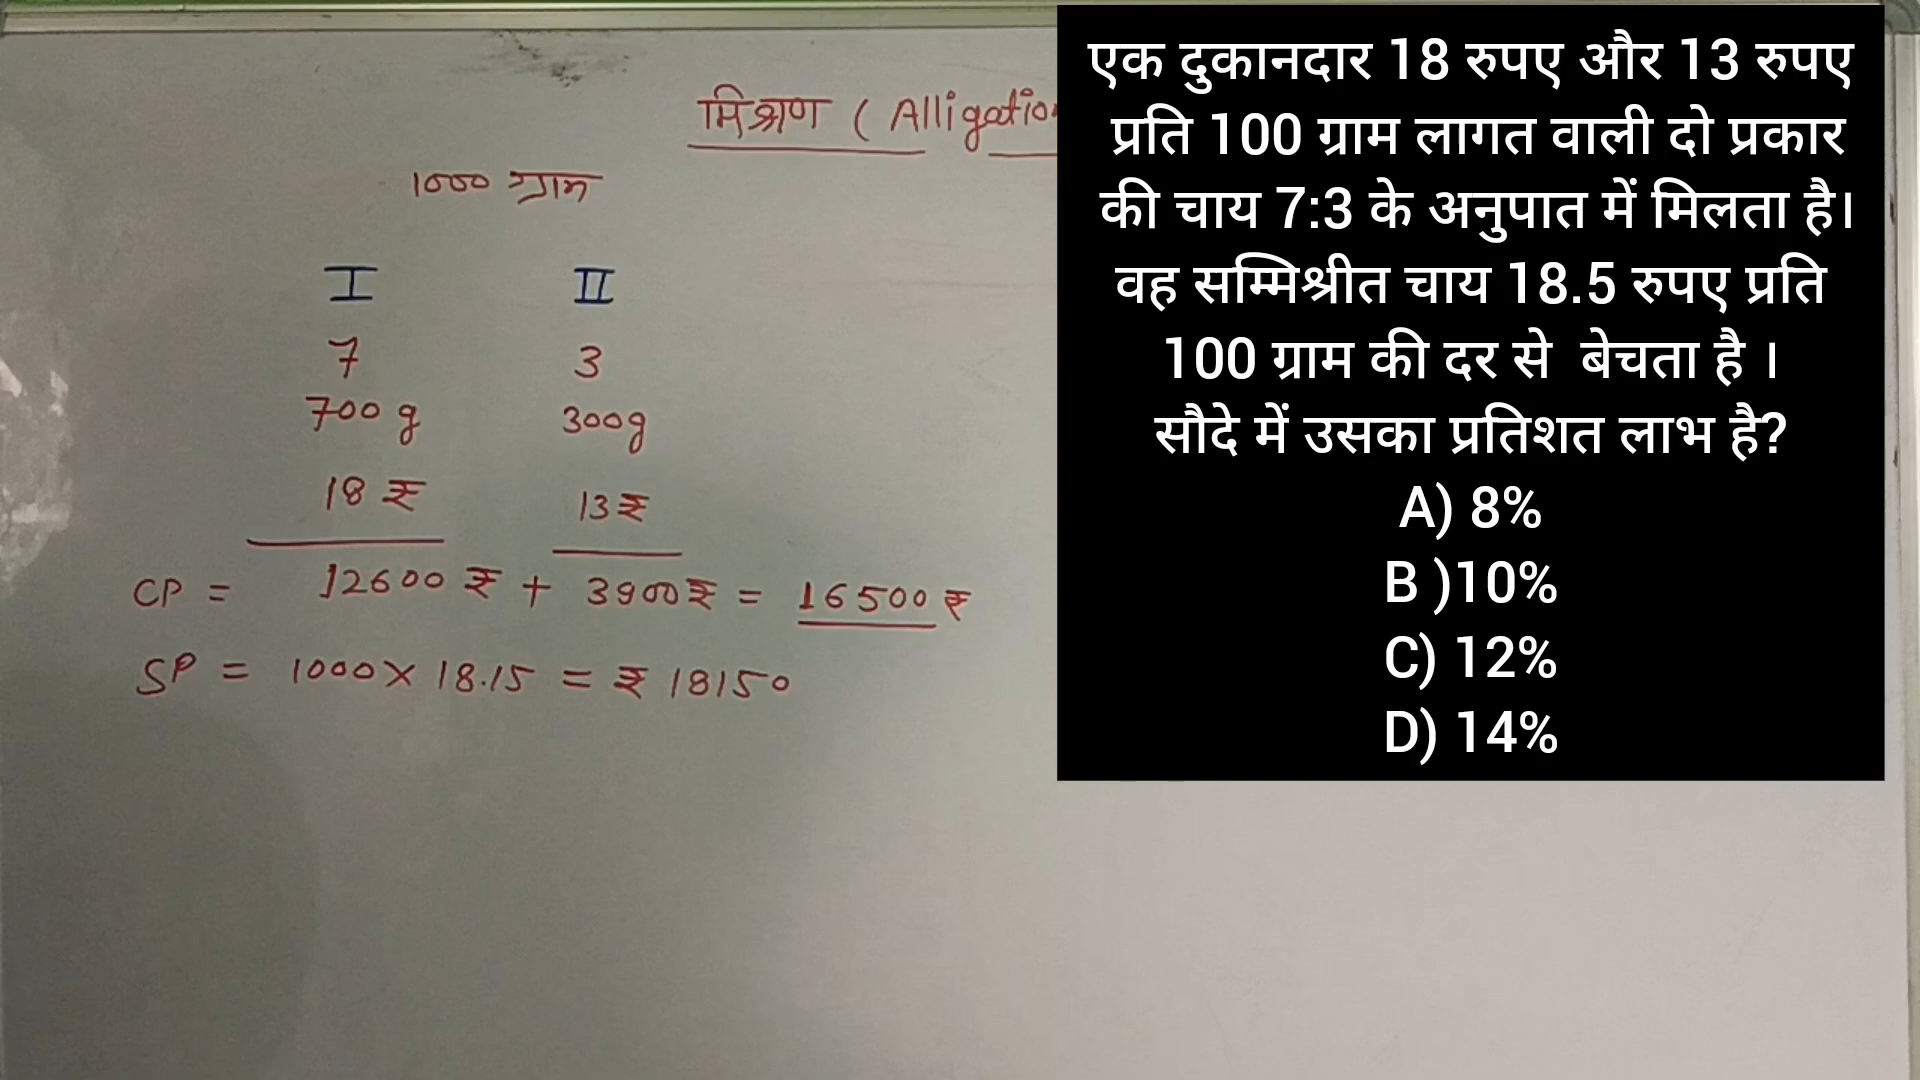 मिश्रण ( Alligation
1000 ग्राम
I II
7 3
700 g 300g
18 ₹ 13₹
CP = 12600 ₹ + 3900₹ = 16500 ₹
SP = 1000 × 18.15 = ₹ 18150
एक दुकानदार 18 रुपए और 13 रुपए
प्रति 100 ग्राम लागत वाली दो प्रकार
की चाय 7:3 के अनुपात में मिलता है।
वह सम्मिश्रीत चाय 18.5 रुपए प्रति
100 ग्राम की दर से बेचता है ।
सौदे में उसका प्रतिशत लाभ है?
A) 8%
B )10%
C) 12%
D) 14%